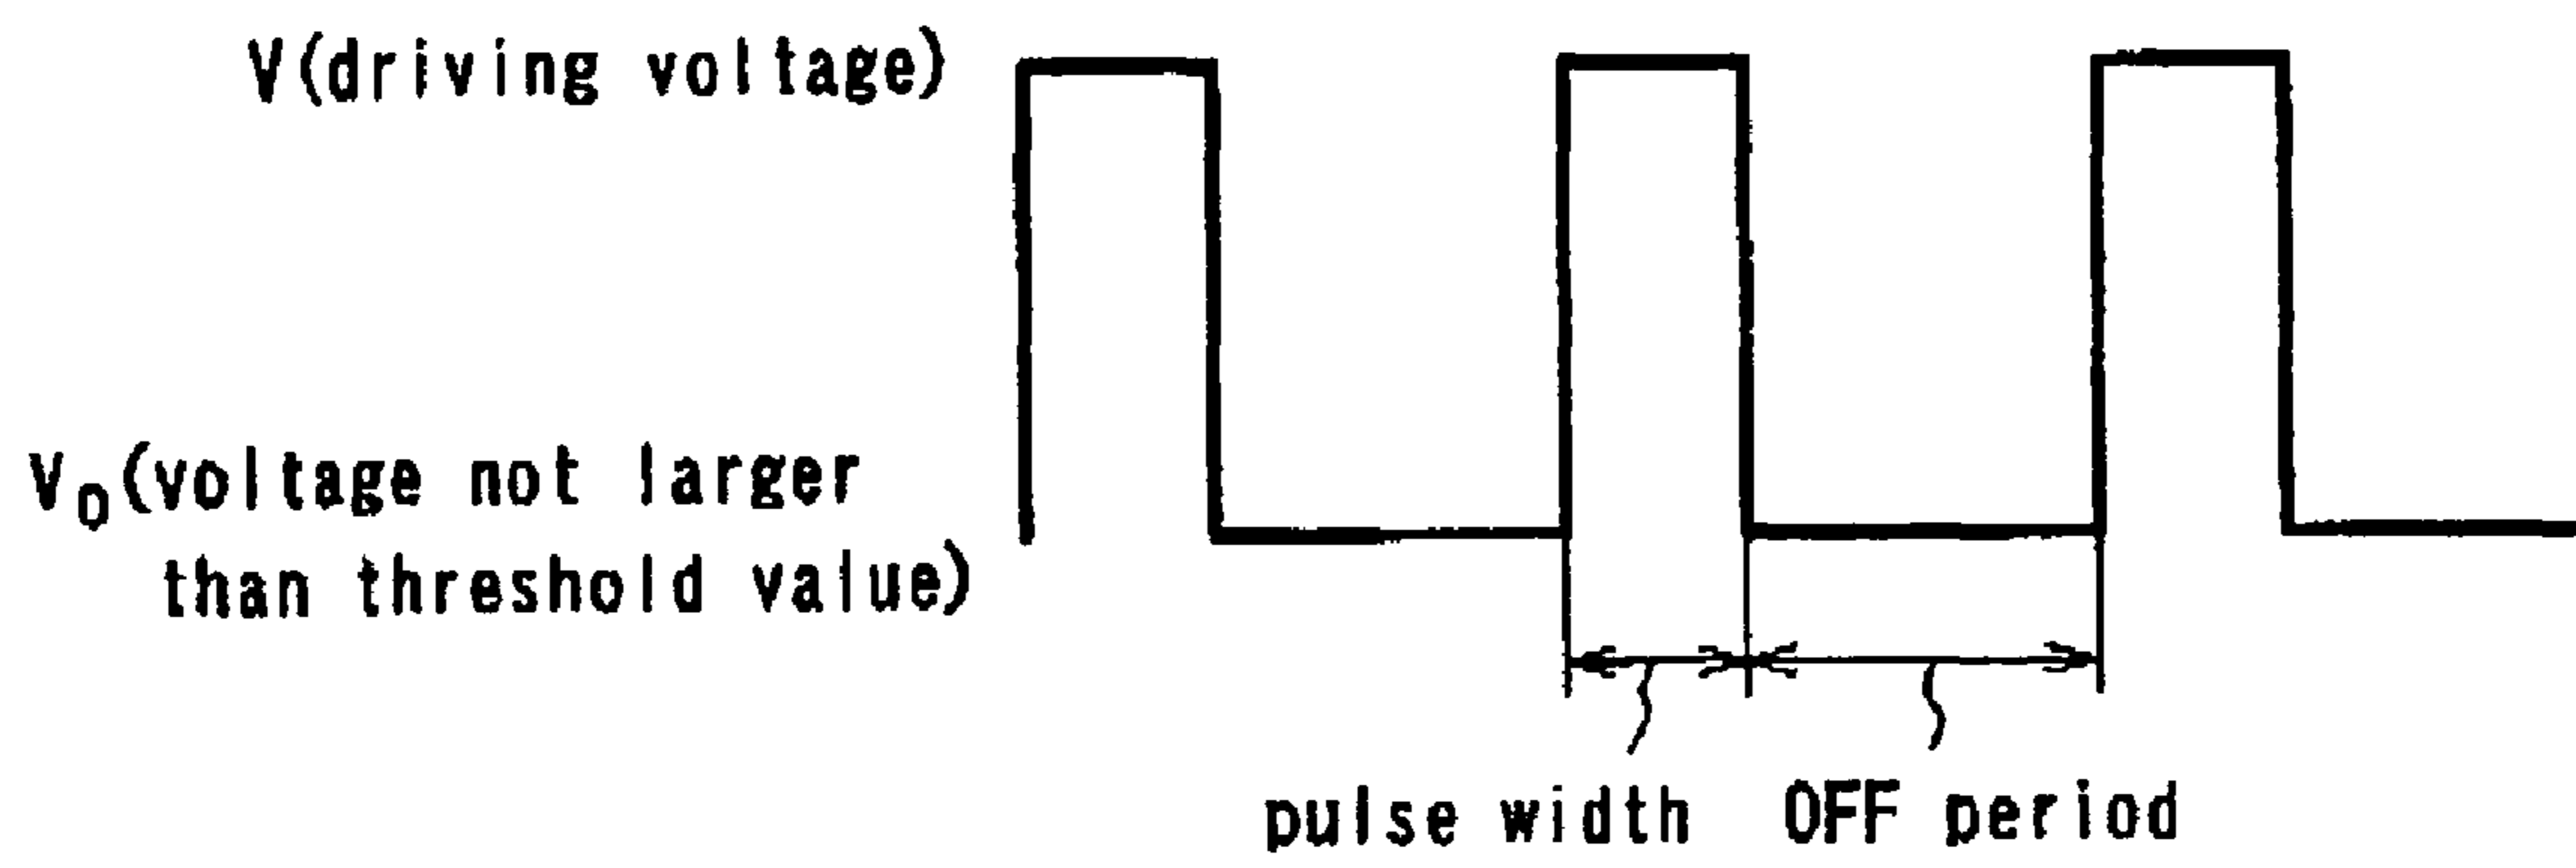 V(driving voltage)
V₀(voltage not larger
than threshold value)
pulse width OFF period